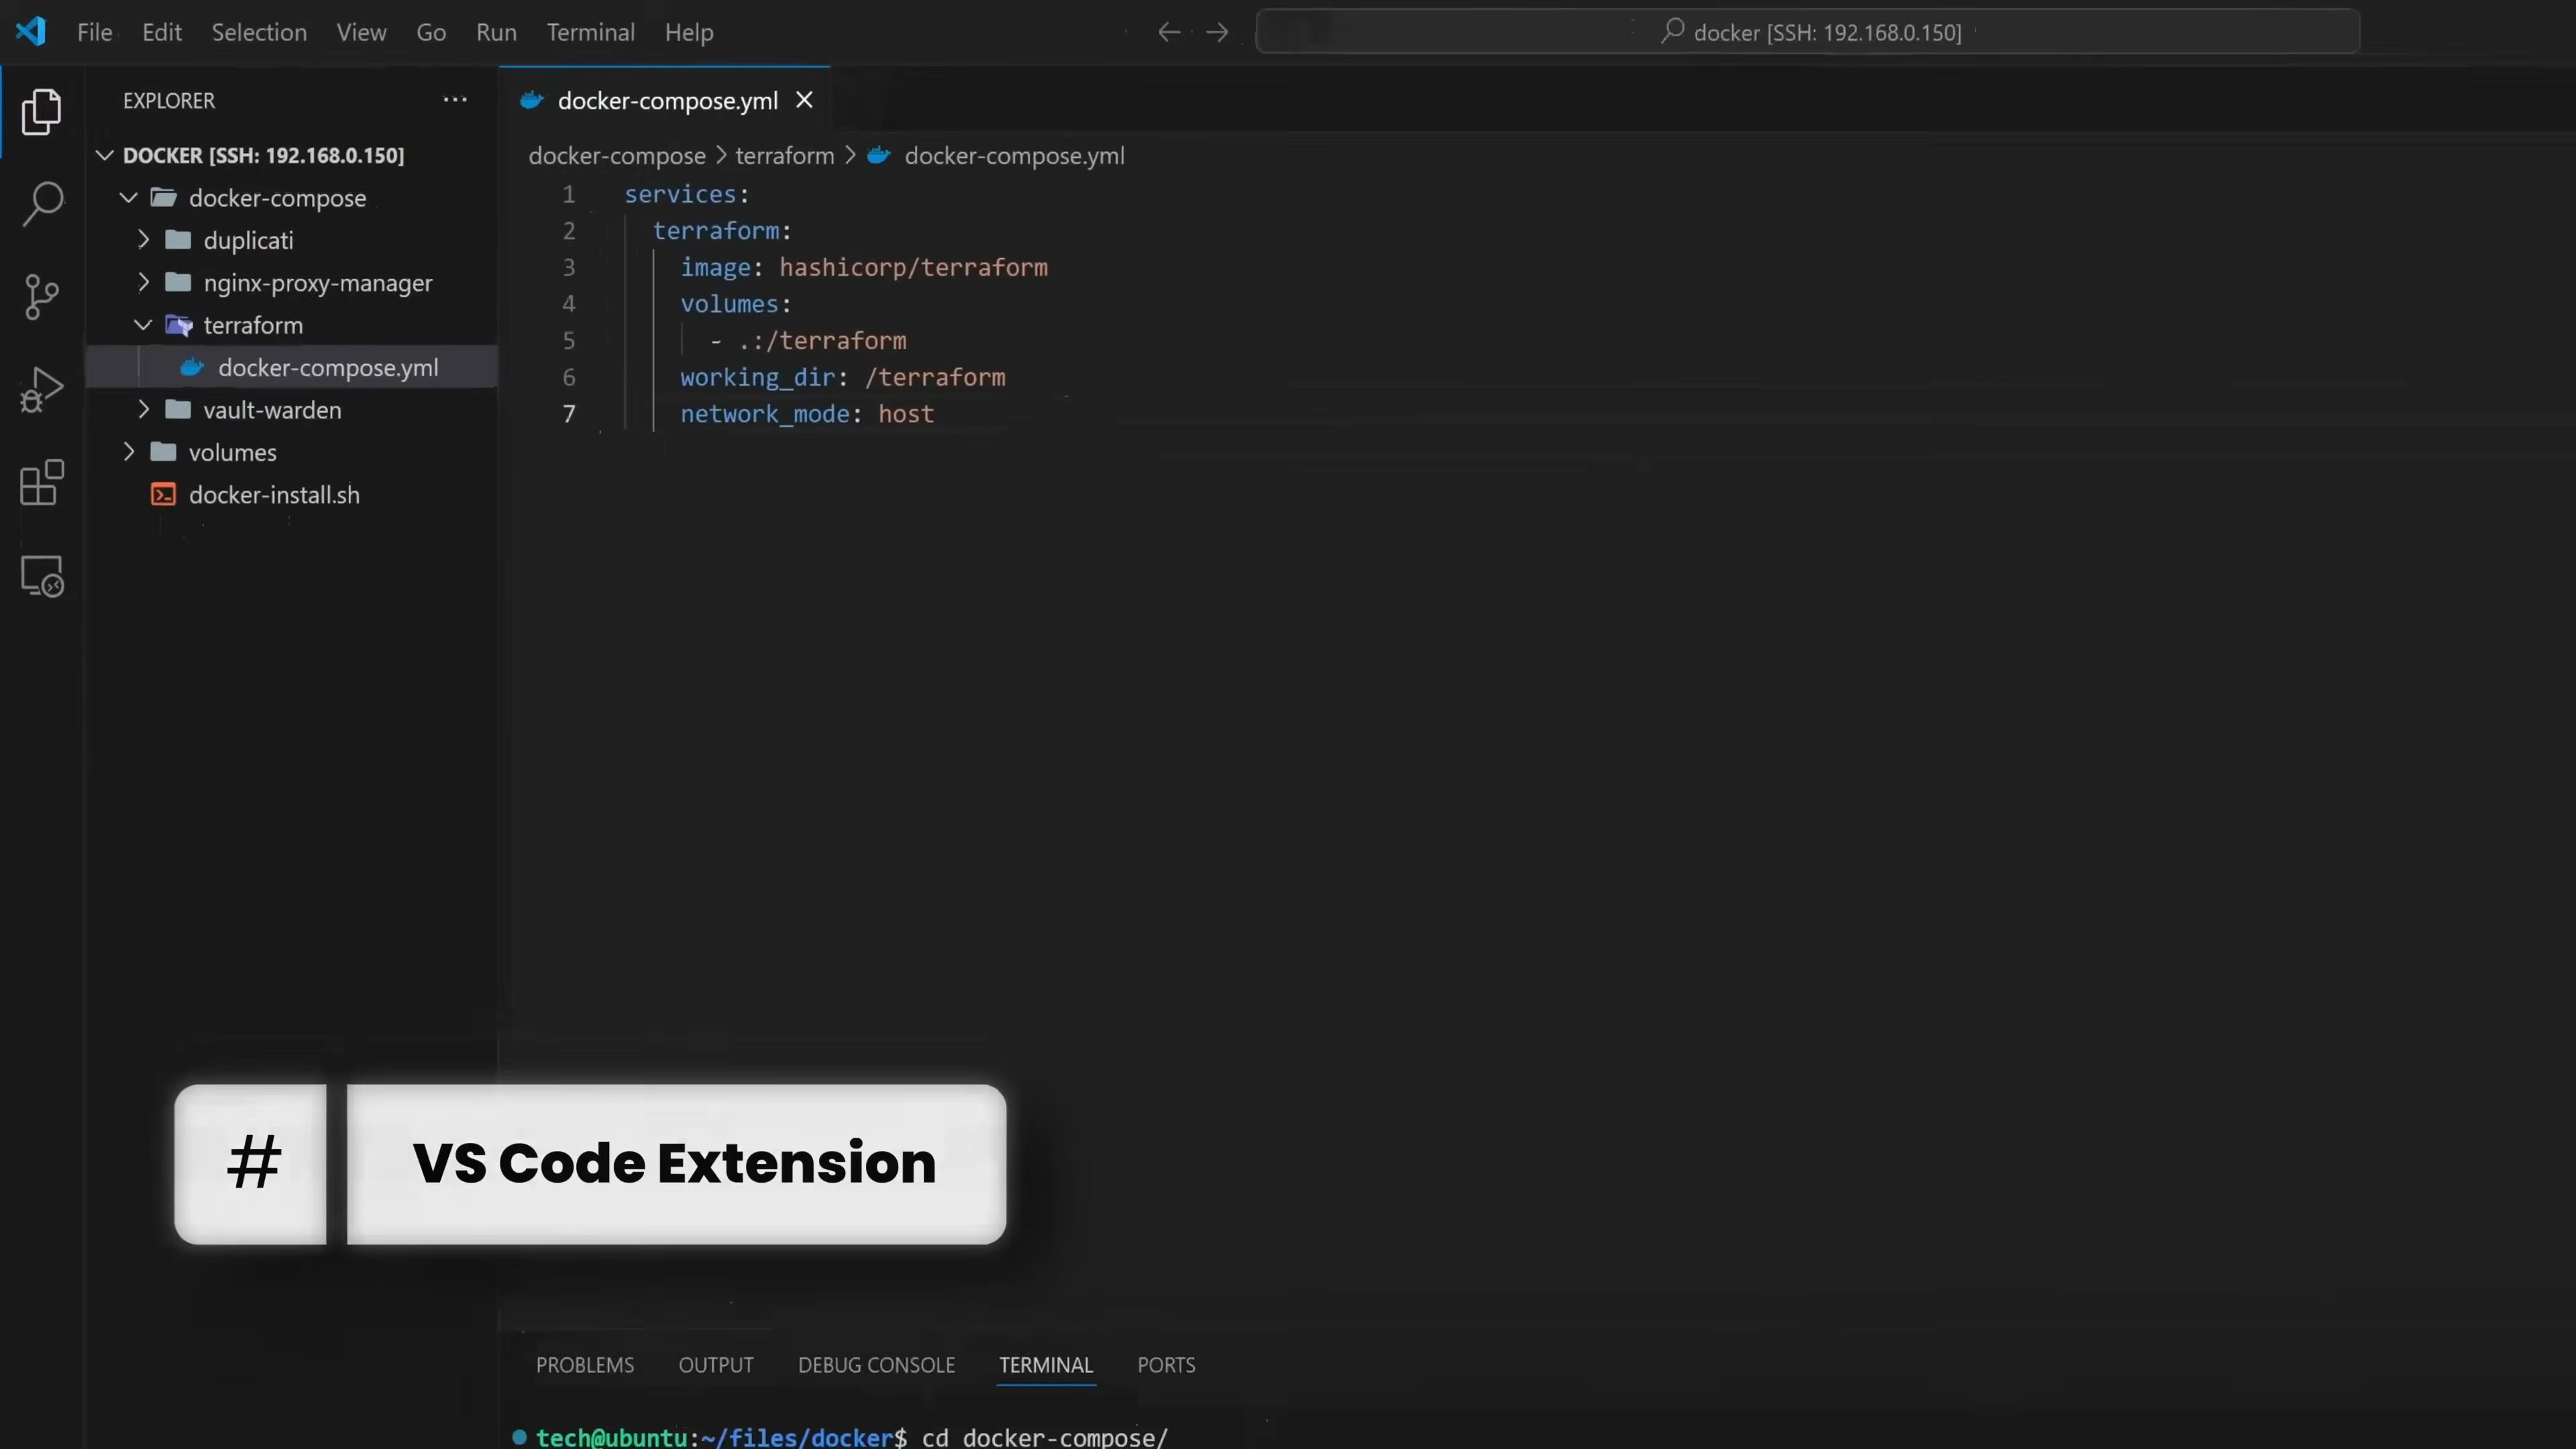 File Edit Selection View Go Run Terminal Help
docker [SSH: 192.168.0.150]
EXPLORER
DOCKER [SSH: 192.168.0.150]
docker-compose
duplicati
nginx-proxy-manager
terraform
docker-compose.yml
vault-warden
volumes
docker-install.sh
docker-compose.yml
docker-compose > terraform > docker-compose.yml
1 services:
2 terraform:
3 image: hashicorp/terraform
4 volumes:
5 - .:/terraform
6 working_dir: /terraform
7 network_mode: host
# VS Code Extension
PROBLEMS OUTPUT DEBUG CONSOLE TERMINAL PORTS
tech@ubuntu:~/files/docker$ cd docker-compose/